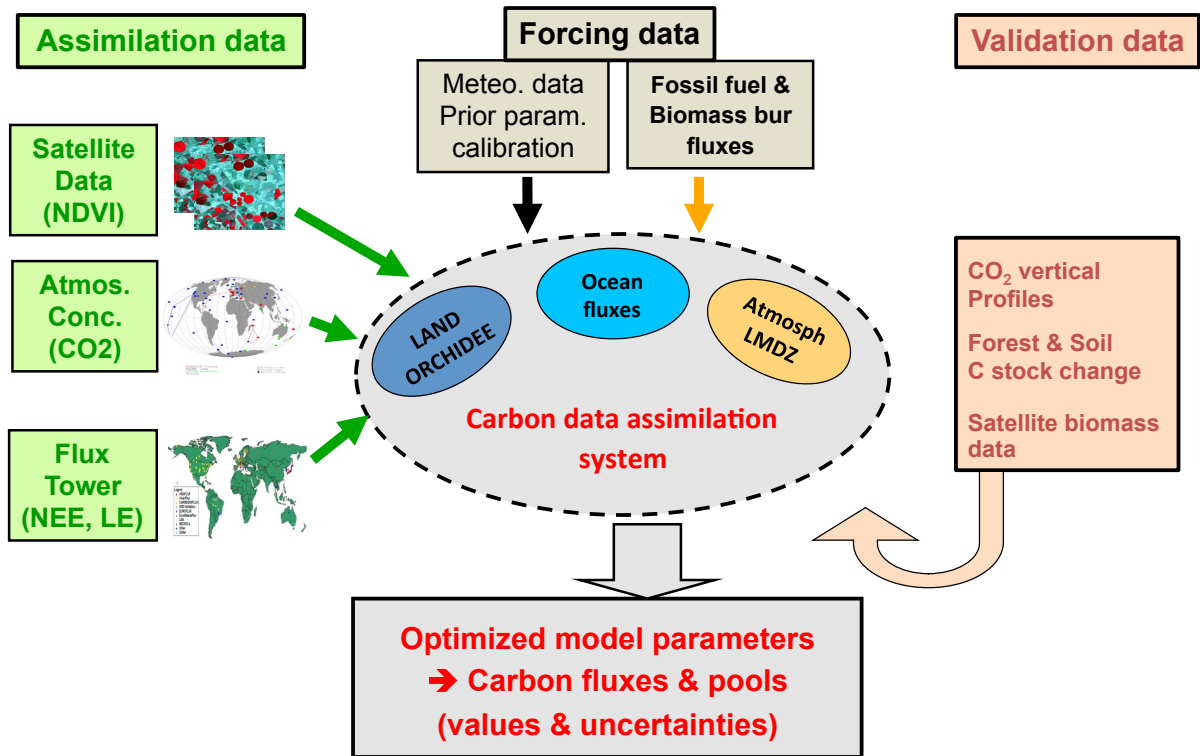 Assimilation data
Forcing data
Validation data
Meteo. data
Prior param.
calibration
Fossil fuel &
Biomass bur
fluxes
Satellite
Data
(NDVI)
Atmos.
Conc.
(CO2)
Flux
Tower
(NEE, LE)
LAND
ORCHIDEE
Ocean
fluxes
Atmosph
LMDZ
Carbon data assimilation
system
CO₂ vertical
Profiles
Forest & Soil
C stock change
Satellite biomass
data
Optimized model parameters
➔ Carbon fluxes & pools
(values & uncertainties)